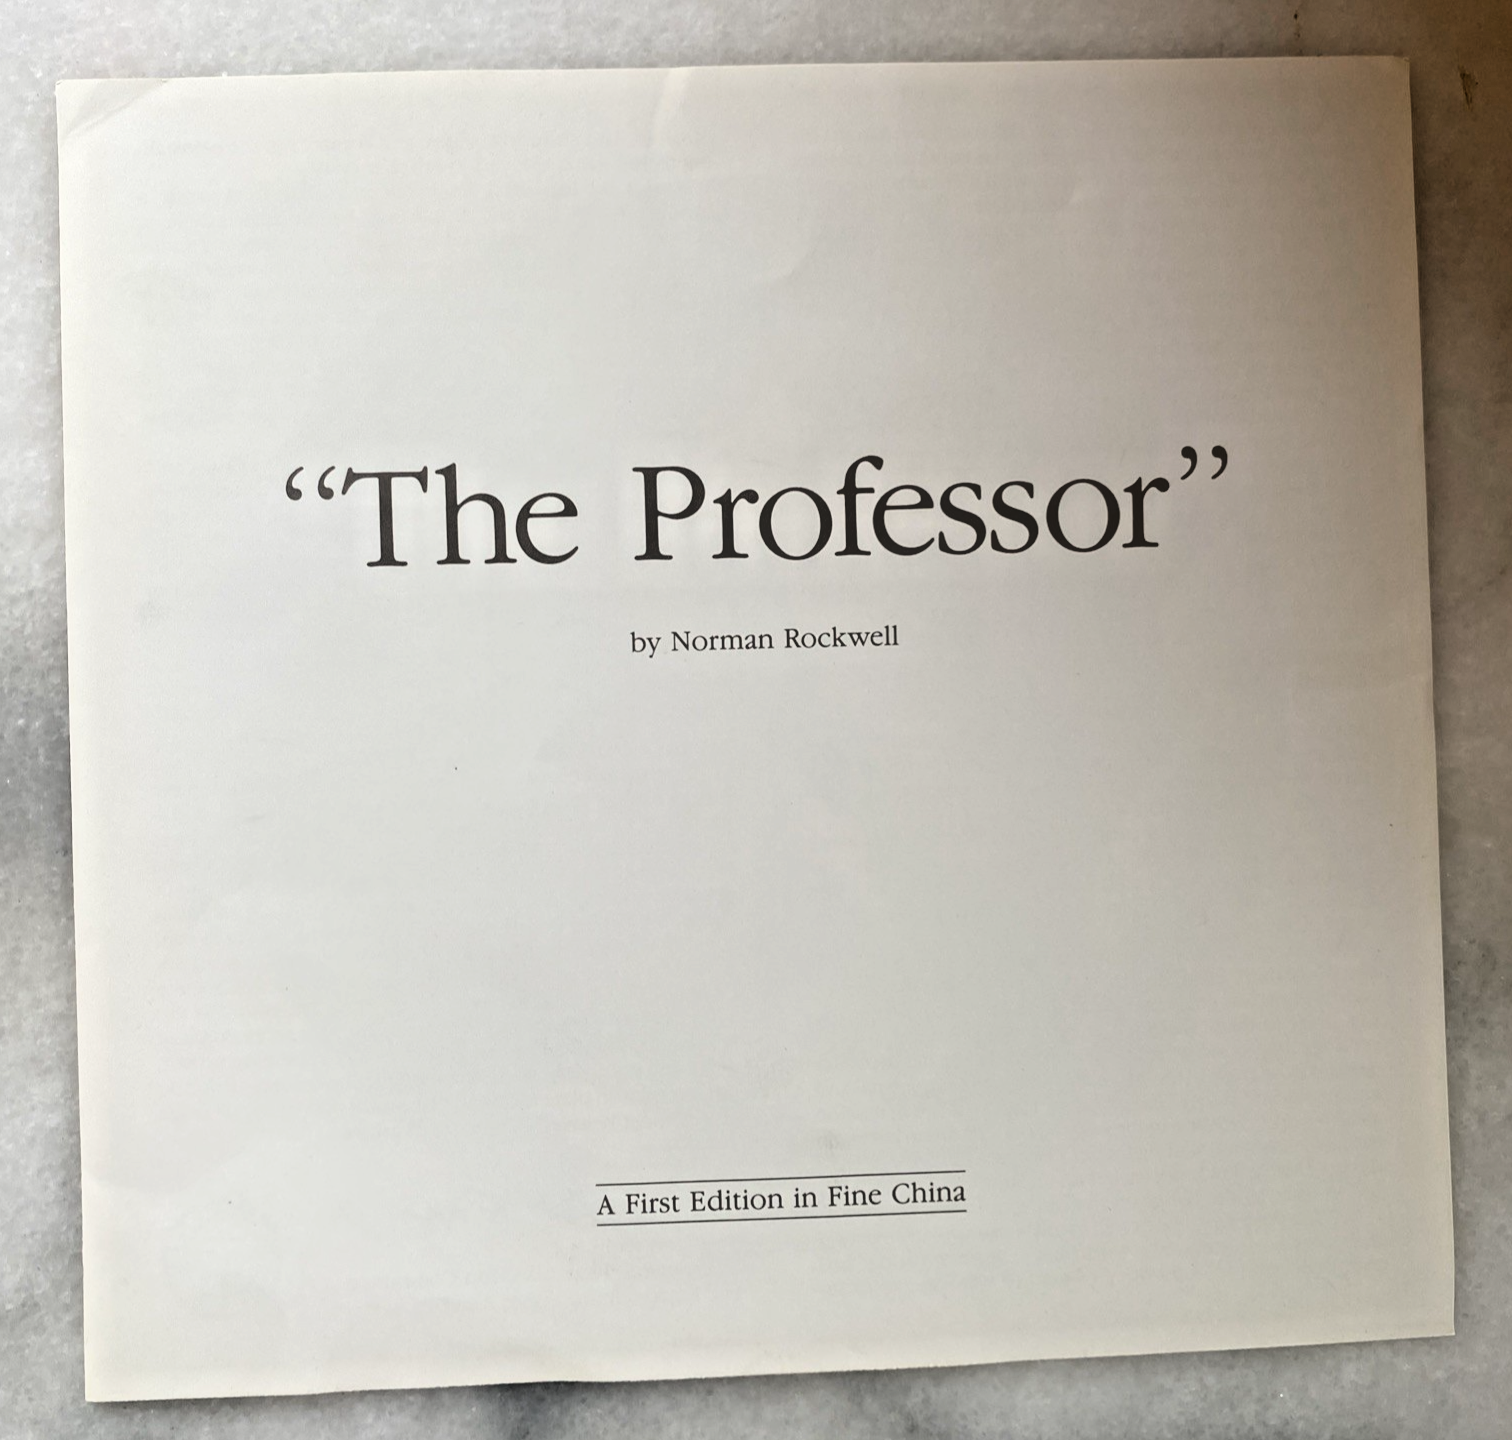 “The Professor”
by Norman Rockwell
A First Edition in Fine China